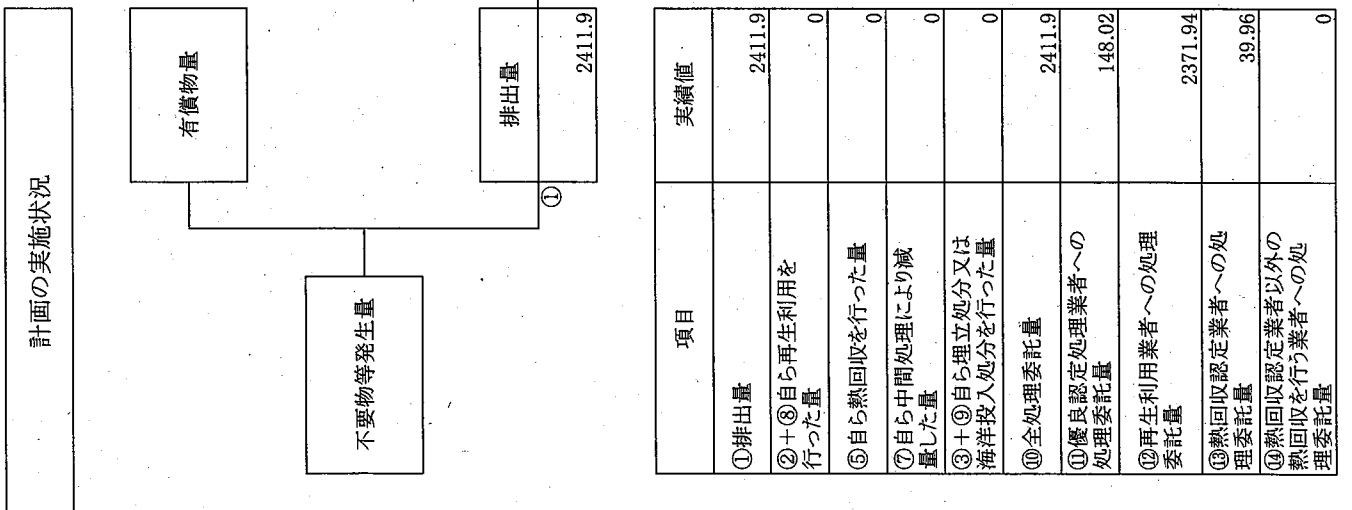 計画の実施状況
有償物量
不要物等発生量
①
排出量
2411.9
項目
実績値
①排出量
2411.9
②+⑧自ら再生利用を
行った量
0
⑤自ら熱回収を行った量
0
⑦自ら中間処理により減
量した量
0
③+⑨自ら埋立処分又は
海洋投入処分を行った量
0
⑩全処理委託量
2411.9
⑪優良認定処理業者への
処理委託量
148.02
⑫再生利用業者への処理
委託量
2371.94
⑬熱回収認定業者への処
理委託量
39.96
⑭熱回収認定業者以外の
熱回収を行う業者への処
理委託量
0